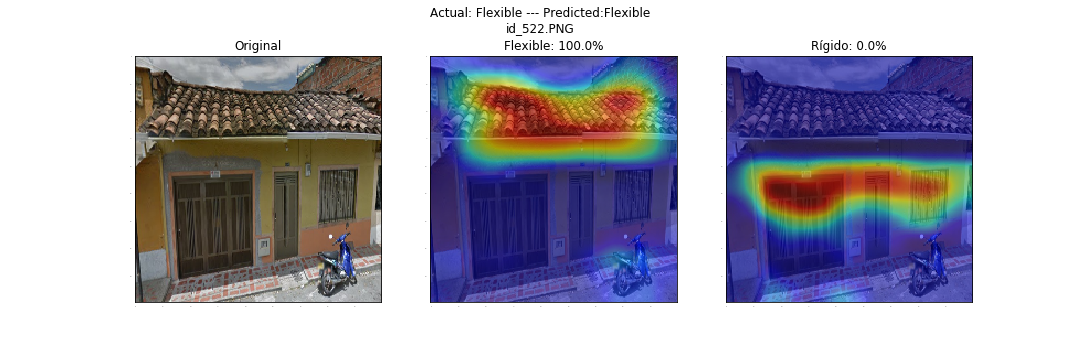 Actual: Flexible --- Predicted:Flexible
id_522.PNG
Original
Flexible: 100.0%
Rígido: 0.0%